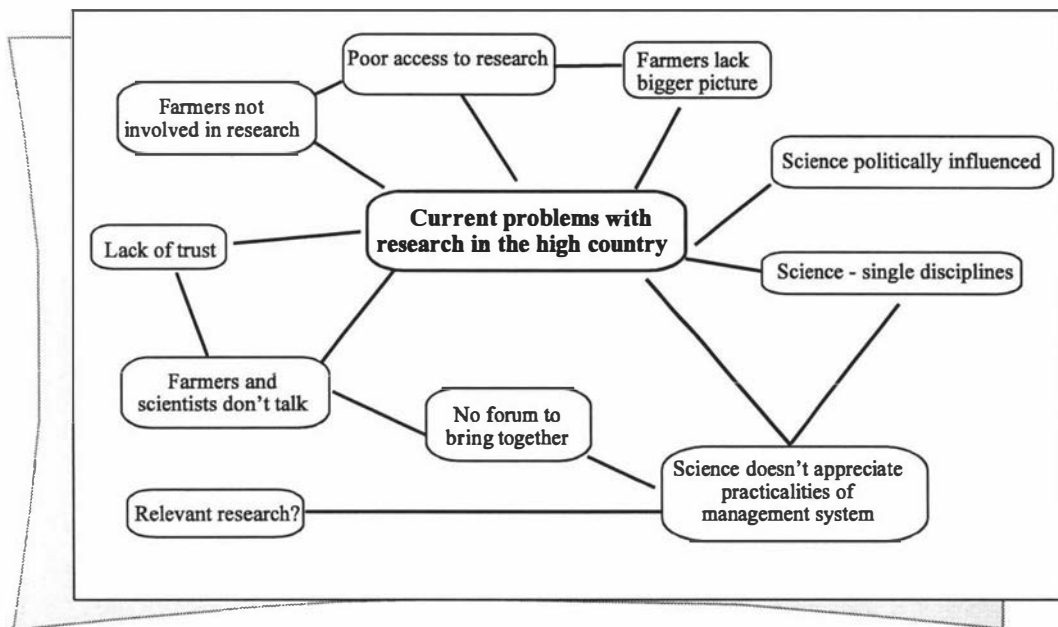 Poor access to research
Farmers lack
bigger picture
Farmers not
involved in research
Science politically influenced
Current problems with
research in the high country
Lack of trust
Science - single disciplines
Farmers and
scientists don't talk
No forum to
bring together
Science doesn't appreciate
practicalities of
management system
Relevant research?